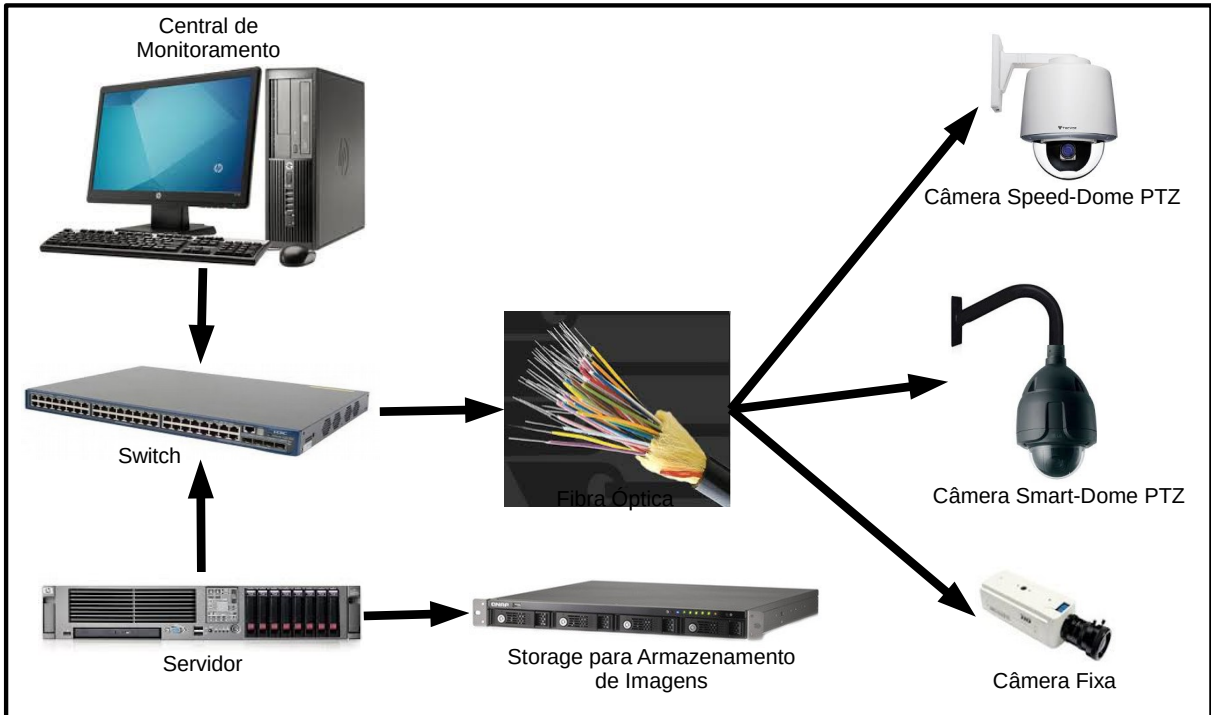 Central de
Monitoramento
Câmera Speed-Dome PTZ
Switch
Fibra Óptica
Câmera Smart-Dome PTZ
Servidor
Storage para Armazenamento
de Imagens
Câmera Fixa